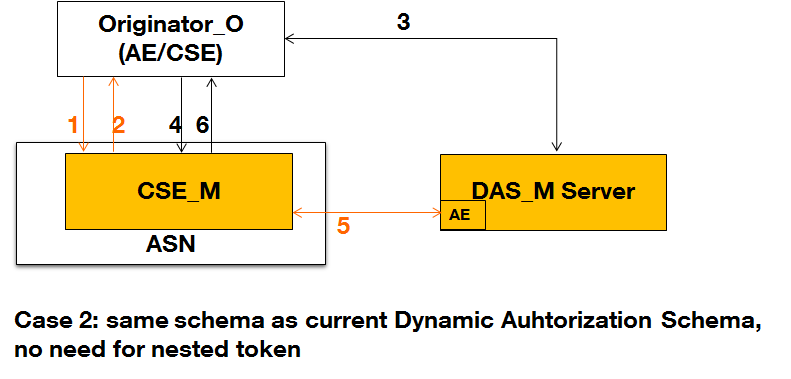 Originator_O
(AE/CSE)
3
1
2
4
6
CSE_M
DAS_M Server
AE
5
ASN
Case 2: same schema as current Dynamic Auhtorization Schema,
no need for nested token